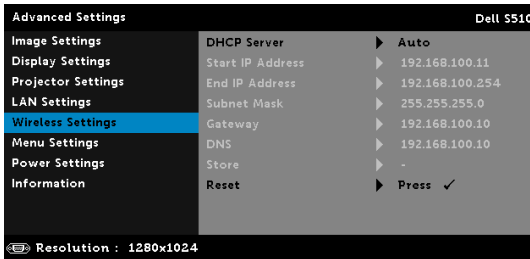 Advanced Settings Dell S510
Image Settings
Display Settings
Projector Settings
LAN Settings
Wireless Settings
Menu Settings
Power Settings
Information
DHCP Server Auto
Start IP Address 192.168.100.11
End IP Address 192.168.100.254
Subnet Mask 255.255.255.0
Gateway 192.168.100.10
DNS 192.168.100.10
Store -
Reset Press ✓
Resolution : 1280x1024